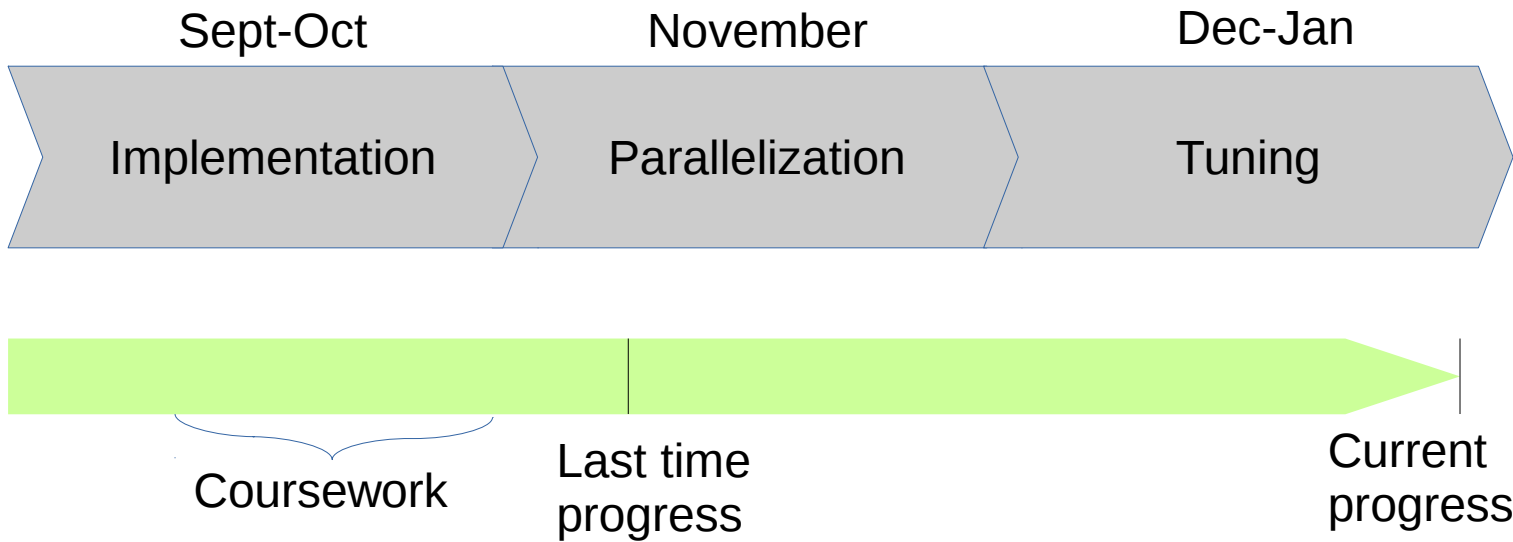 Sept-Oct
November
Dec-Jan
Implementation
Parallelization
Tuning
Coursework
Last time
progress
Current
progress